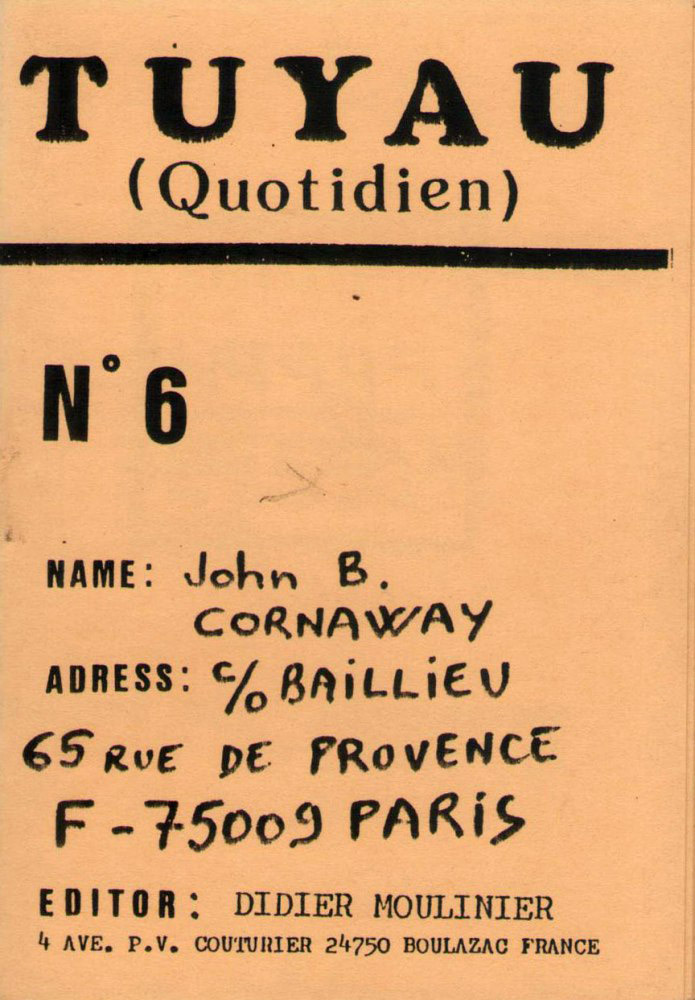 TUYAU
(Quotidien)
N° 6
NAME: John B.
CORNAWAY
ADRESS: c/o BAiLLiEU
65 RUE DE PROVENCE
F-75009 PARiS
EDITOR: DIDIER MOULINIER
4 AVE. P.V. COUTURIER 24750 BOULAZAC FRANCE